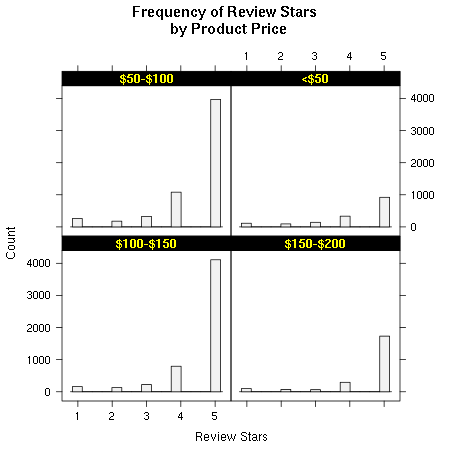 Frequency of Review Stars
by Product Price
1 2 3 4 5
$50-$100 <$50
4000
3000
2000
1000
0
Count
$100-$150 $150-$200
4000
3000
2000
1000
0
1 2 3 4 5
Review Stars